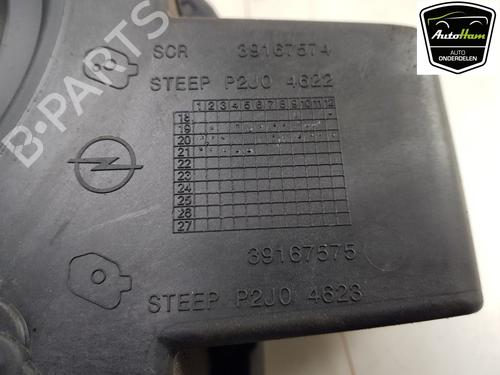 AutoHam
AUTO
ONDERDELEN
B-PARTS
SCR 39167574
STEEP P2J0 4622
1 2 3 4 5 6 7 8 9 10 11 12
18
19
20
21
22
23
24
25
26
27
39167575
STEEP P2J0 4623